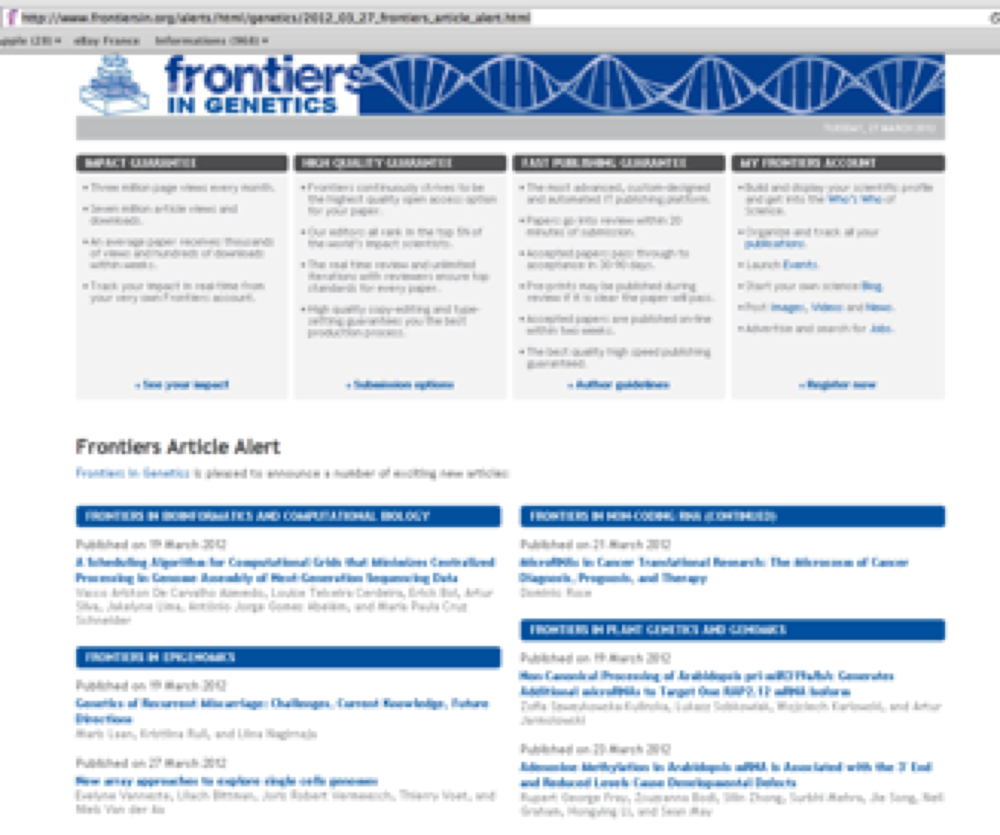 http://www.frontiersin.org/alerts/html/genetics/2012_03_27_frontiers_article_alert.html
eBay France Informations (968)
frontiers
IN GENETICS
TUESDAY, 27 MARCH 2012
IMPACT GUARANTEE
• Three million page views every month.
• Seven million article views and
downloads.
• An average paper receives thousands
of views and hundreds of downloads
within weeks.
• Track your impact in real-time from
your very own Frontiers account.
» See your impact
HIGH QUALITY GUARANTEE
• Frontiers continuously strives to be
the highest quality open access option
for your paper.
• Our editors all rank in the top 5% of
the world's impact scientists.
• The real time review and unlimited
iterations with reviewers ensure top
standards for every paper.
• High quality copy-editing and type-
setting guarantees you the best
production process.
» Submission options
FAST PUBLISHING GUARANTEE
• The most advanced, custom-designed
and automated IT publishing platform.
• Papers go into review within 20
minutes of submission.
• Accepted papers pass through to
acceptance in 30-90 days.
• Pre-prints may be published during
review if it is clear the paper will pass.
• Accepted papers are published on-line
within two weeks.
• The best quality high speed publishing
guaranteed.
» Author guidelines
MY FRONTIERS ACCOUNT
• Build and display your scientific profile
and get into the Who's Who of
Science.
• Organize and track all your
publications.
• Launch Events.
• Start your own science Blog.
• Post Images, Videos and News.
• Advertise and search for Jobs.
» Register now
Frontiers Article Alert
Frontiers in Genetics is pleased to announce a number of exciting new articles:
FRONTIERS IN BIOINFORMATICS AND COMPUTATIONAL BIOLOGY
Published on 19 March 2012
A Scheduling Algorithm for Computational Grids that Minimizes Centralized
Processing in Genome Assembly of Next-Generation Sequencing Data
De Carvalho Azevedo, Louise Teixeira Cerdeira, Artur
Silva, Lima, Antônio Jorge Gomes Abelém, and Maria Paula Cruz
Schneider
FRONTIERS IN EPIGENOMICS
Published on 19 March 2012
Genetics of Recurrent Miscarriage: Challenges, Current Knowledge, Future
Directions
Maris Laan, Kristiina Rull, and Liina Nagirnaja
Published on 27 March 2012
New array approaches to explore single cells genomes
Evelyne Vanneste, Lilach Bittman, Joris Robert Vermeesch, Thierry Voet, and
Niels Van der Aa
FRONTIERS IN NON-CODING RNA (CONTINUED)
Published on 21 March 2012
MicroRNAs in Cancer Translational Research: The Microcosm of Cancer
Diagnosis, Prognosis, and Therapy
Dominic
FRONTIERS IN PLANT GENETICS AND GENOMICS
Published on 19 March 2012
Non-Canonical Processing of Arabidopsis Generates
Additional microRNAs to Target One RAP2.12 mRNA Isoform
Zofia Lukasz Sobkowiak, Wojciech Karlowski, and Artur
Jarmolowski
Published on 23 March 2012
Adenosine Methylation in Arabidopsis mRNA is Associated with the 3' End
and Reduced Levels Cause Developmental Defects
Rupert George Fray, Zsuzsanna Bodi, Silin Zhong, Surbhi Mehra, Jie Song, Neil
Graham, Hongying Li, and Sean May